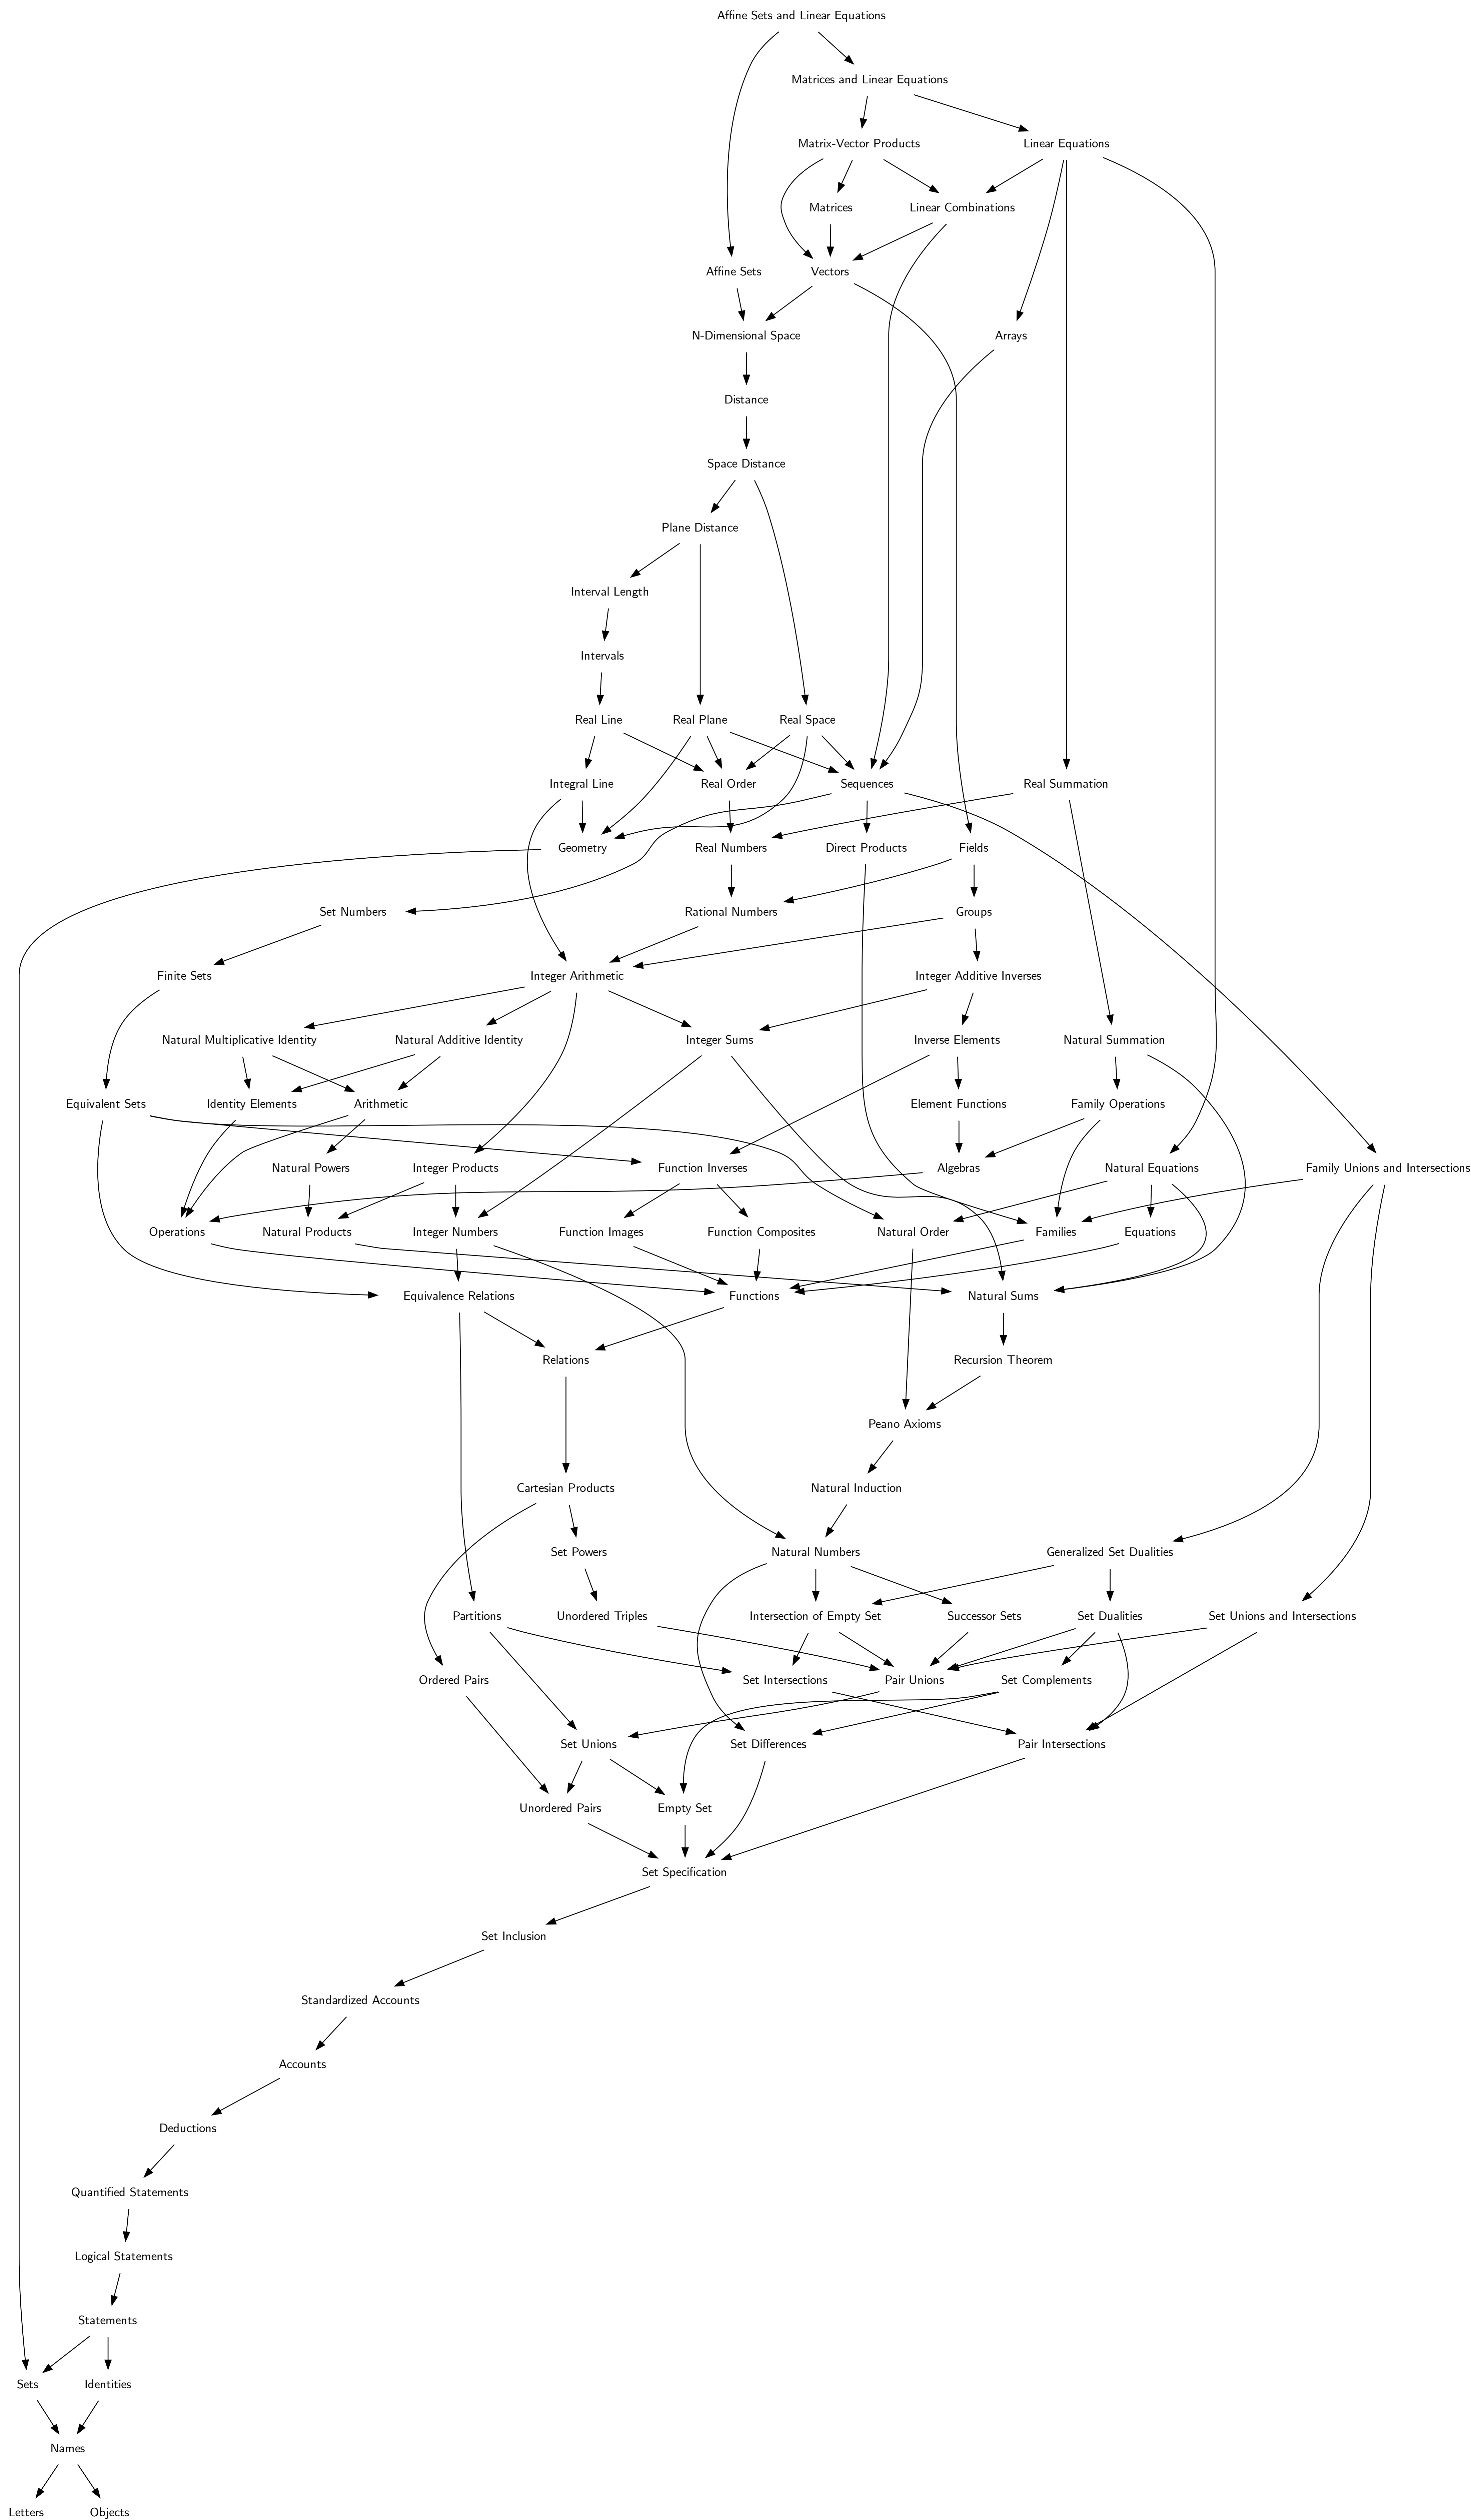 Affine Sets and Linear Equations
Matrices and Linear Equations
Matrix-Vector Products
Linear Equations
Matrices
Linear Combinations
Affine Sets
Vectors
N-Dimensional Space
Arrays
Distance
Space Distance
Plane Distance
Interval Length
Intervals
Real Line
Real Plane
Real Space
Integral Line
Real Order
Sequences
Real Summation
Geometry
Real Numbers
Direct Products
Fields
Set Numbers
Rational Numbers
Groups
Finite Sets
Integer Arithmetic
Integer Additive Inverses
Natural Multiplicative Identity
Natural Additive Identity
Integer Sums
Inverse Elements
Natural Summation
Equivalent Sets
Identity Elements
Arithmetic
Element Functions
Family Operations
Natural Powers
Integer Products
Function Inverses
Algebras
Natural Equations
Family Unions and Intersections
Operations
Natural Products
Integer Numbers
Function Images
Function Composites
Natural Order
Families
Equations
Equivalence Relations
Functions
Natural Sums
Relations
Recursion Theorem
Peano Axioms
Cartesian Products
Natural Induction
Set Powers
Natural Numbers
Generalized Set Dualities
Partitions
Unordered Triples
Intersection of Empty Set
Successor Sets
Set Dualities
Set Unions and Intersections
Ordered Pairs
Set Intersections
Pair Unions
Set Complements
Set Unions
Set Differences
Pair Intersections
Unordered Pairs
Empty Set
Set Specification
Set Inclusion
Standardized Accounts
Accounts
Deductions
Quantified Statements
Logical Statements
Statements
Sets
Identities
Names
Letters
Objects